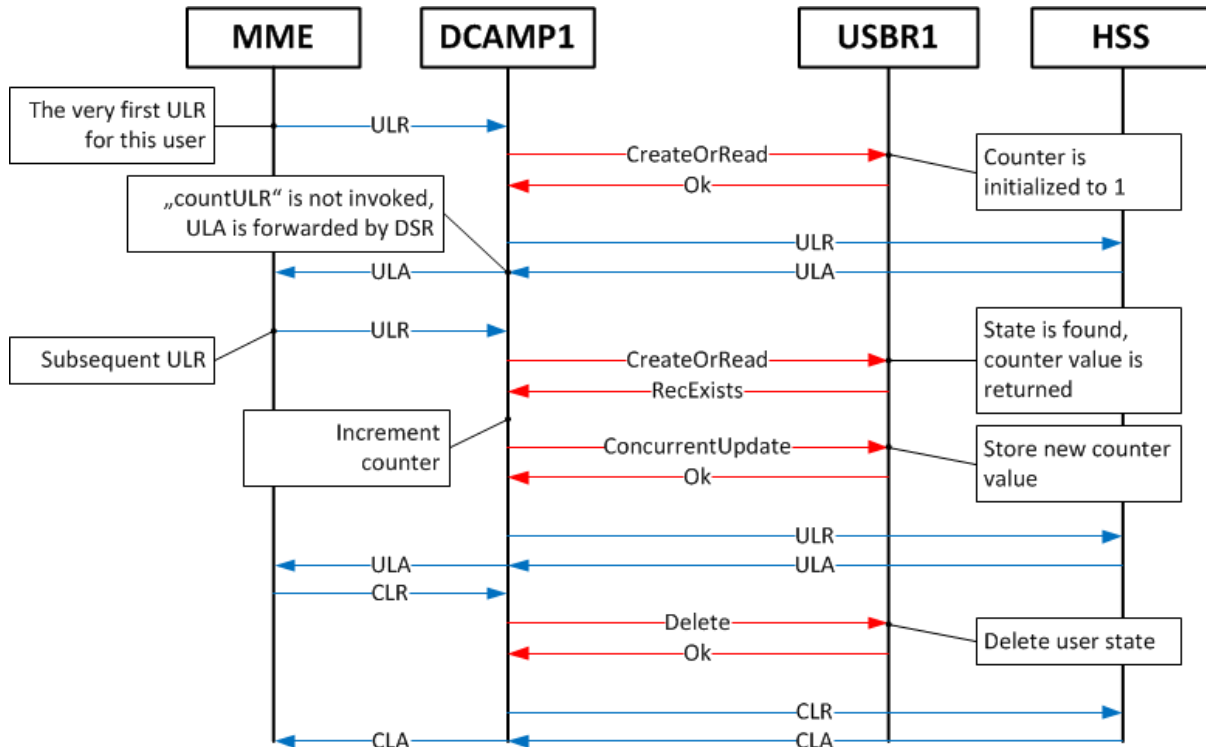 MME
DCAMP1
USBR1
HSS
The very first ULR
for this user
ULR
CreateOrRead
Counter is
initialized to 1
Ok
„countULR“ is not invoked,
ULA is forwarded by DSR
ULR
ULA
ULA
ULR
Subsequent ULR
CreateOrRead
State is found,
counter value is
returned
RecExists
Increment
counter
ConcurrentUpdate
Store new counter
value
Ok
ULR
ULA
ULA
CLR
Delete
Delete user state
Ok
CLR
CLA
CLA